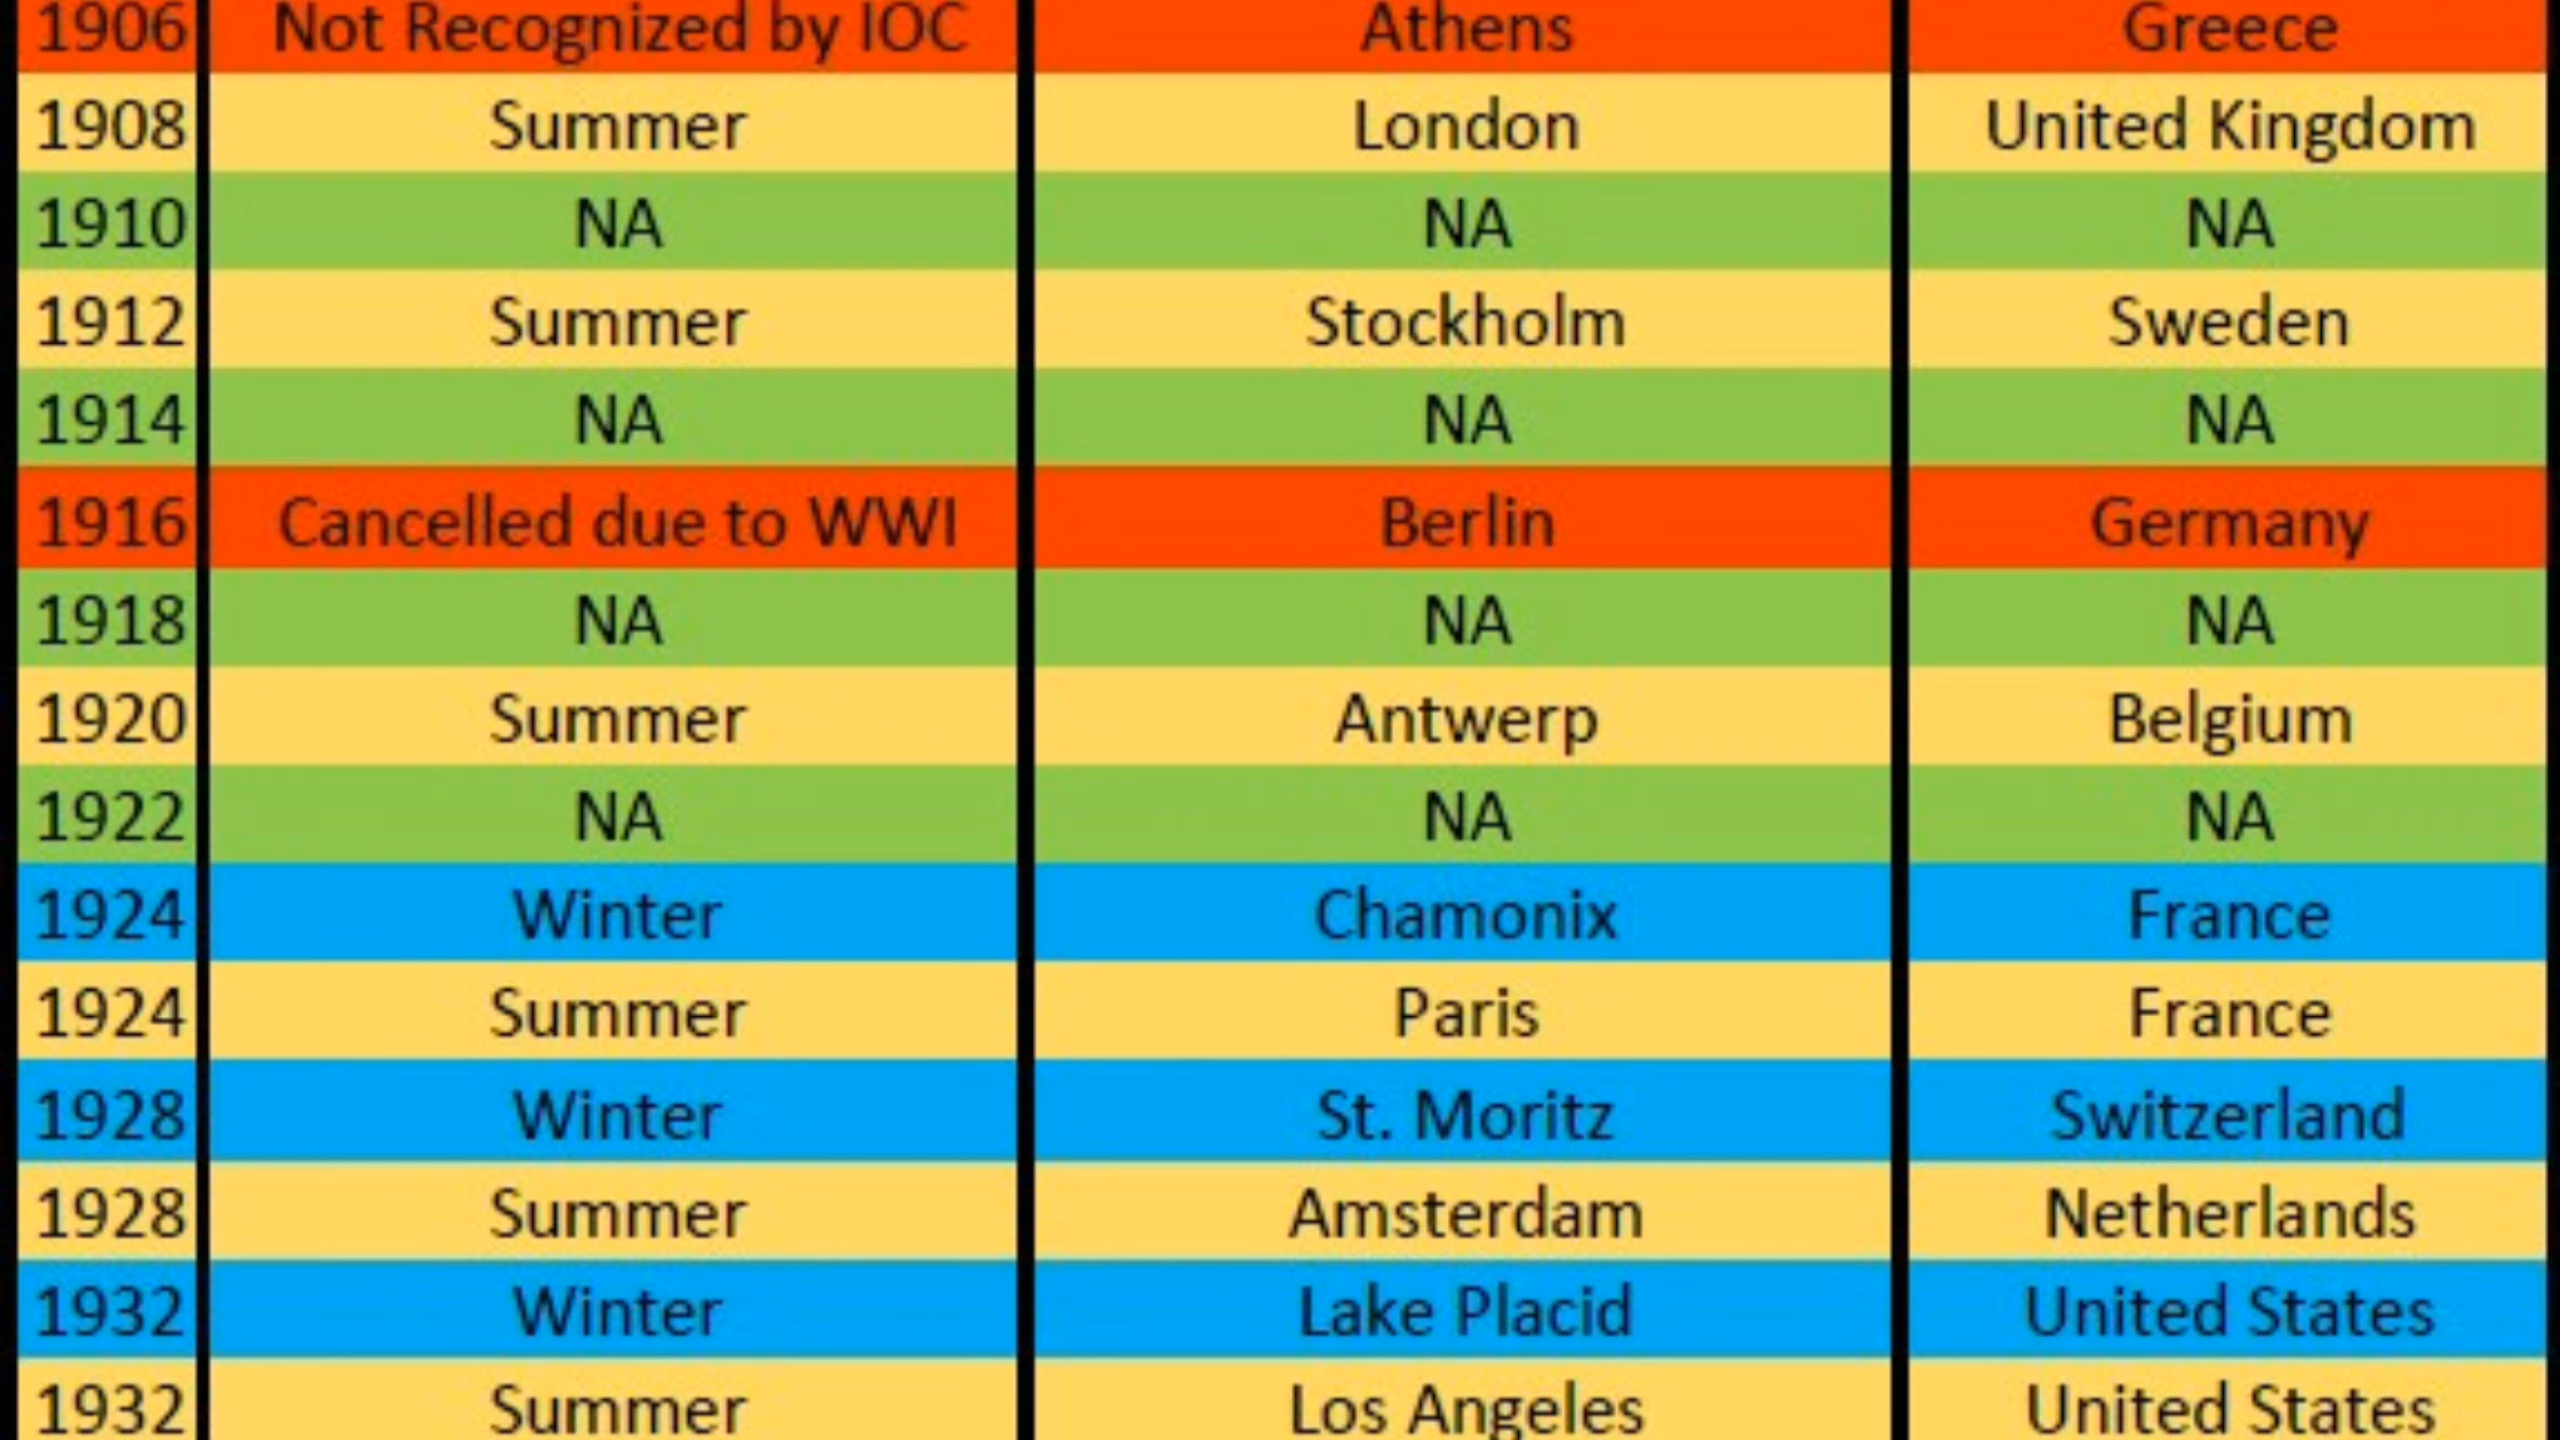 1906 Not Recognized by IOC Athens Greece
1908 Summer London United Kingdom
1910 NA NA NA
1912 Summer Stockholm Sweden
1914 NA NA NA
1916 Cancelled due to WWI Berlin Germany
1918 NA NA NA
1920 Summer Antwerp Belgium
1922 NA NA NA
1924 Winter Chamonix France
1924 Summer Paris France
1928 Winter St. Moritz Switzerland
1928 Summer Amsterdam Netherlands
1932 Winter Lake Placid United States
1932 Summer Los Angeles United States